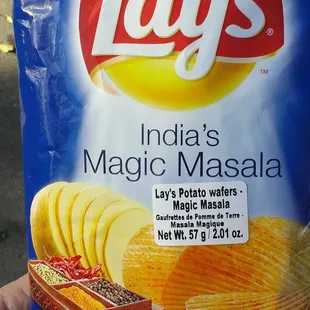 Lay's®
TM
India's
Magic Masala
Lay's Potato wafers -
Magic Masala
Gaufrettes de Pomme de Terre -
Masala Magique
Net Wt. 57 g / 2.01 oz.